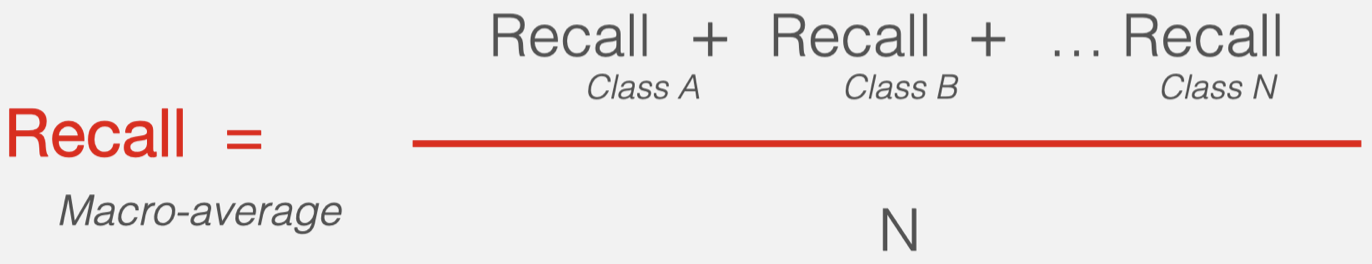 Recall + Recall + ... Recall
Class A Class B Class N
Recall =
Macro-average
N